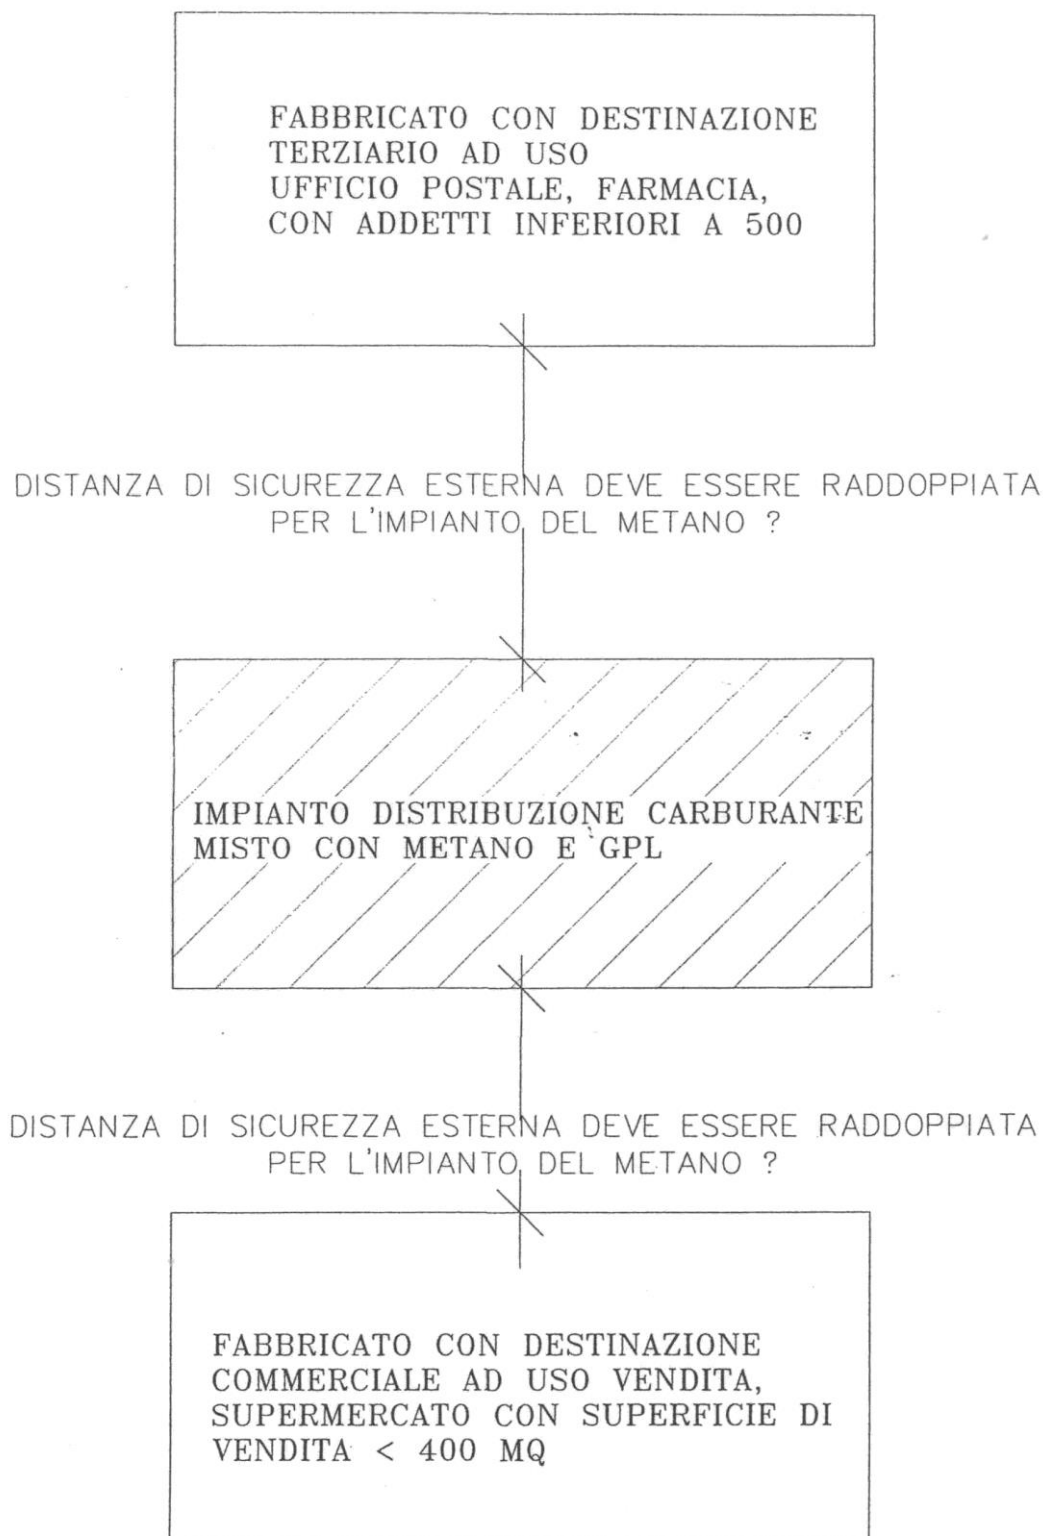 FABBRICATO CON DESTINAZIONE
TERZIARIO AD USO
UFFICIO POSTALE, FARMACIA,
CON ADDETTI INFERIORI A 500
DISTANZA DI SICUREZZA ESTERNA DEVE ESSERE RADDOPPIATA
PER L'IMPIANTO DEL METANO ?
IMPIANTO DISTRIBUZIONE CARBURANTE
MISTO CON METANO E GPL
DISTANZA DI SICUREZZA ESTERNA DEVE ESSERE RADDOPPIATA
PER L'IMPIANTO DEL METANO ?
FABBRICATO CON DESTINAZIONE
COMMERCIALE AD USO VENDITA,
SUPERMERCATO CON SUPERFICIE DI
VENDITA < 400 MQ